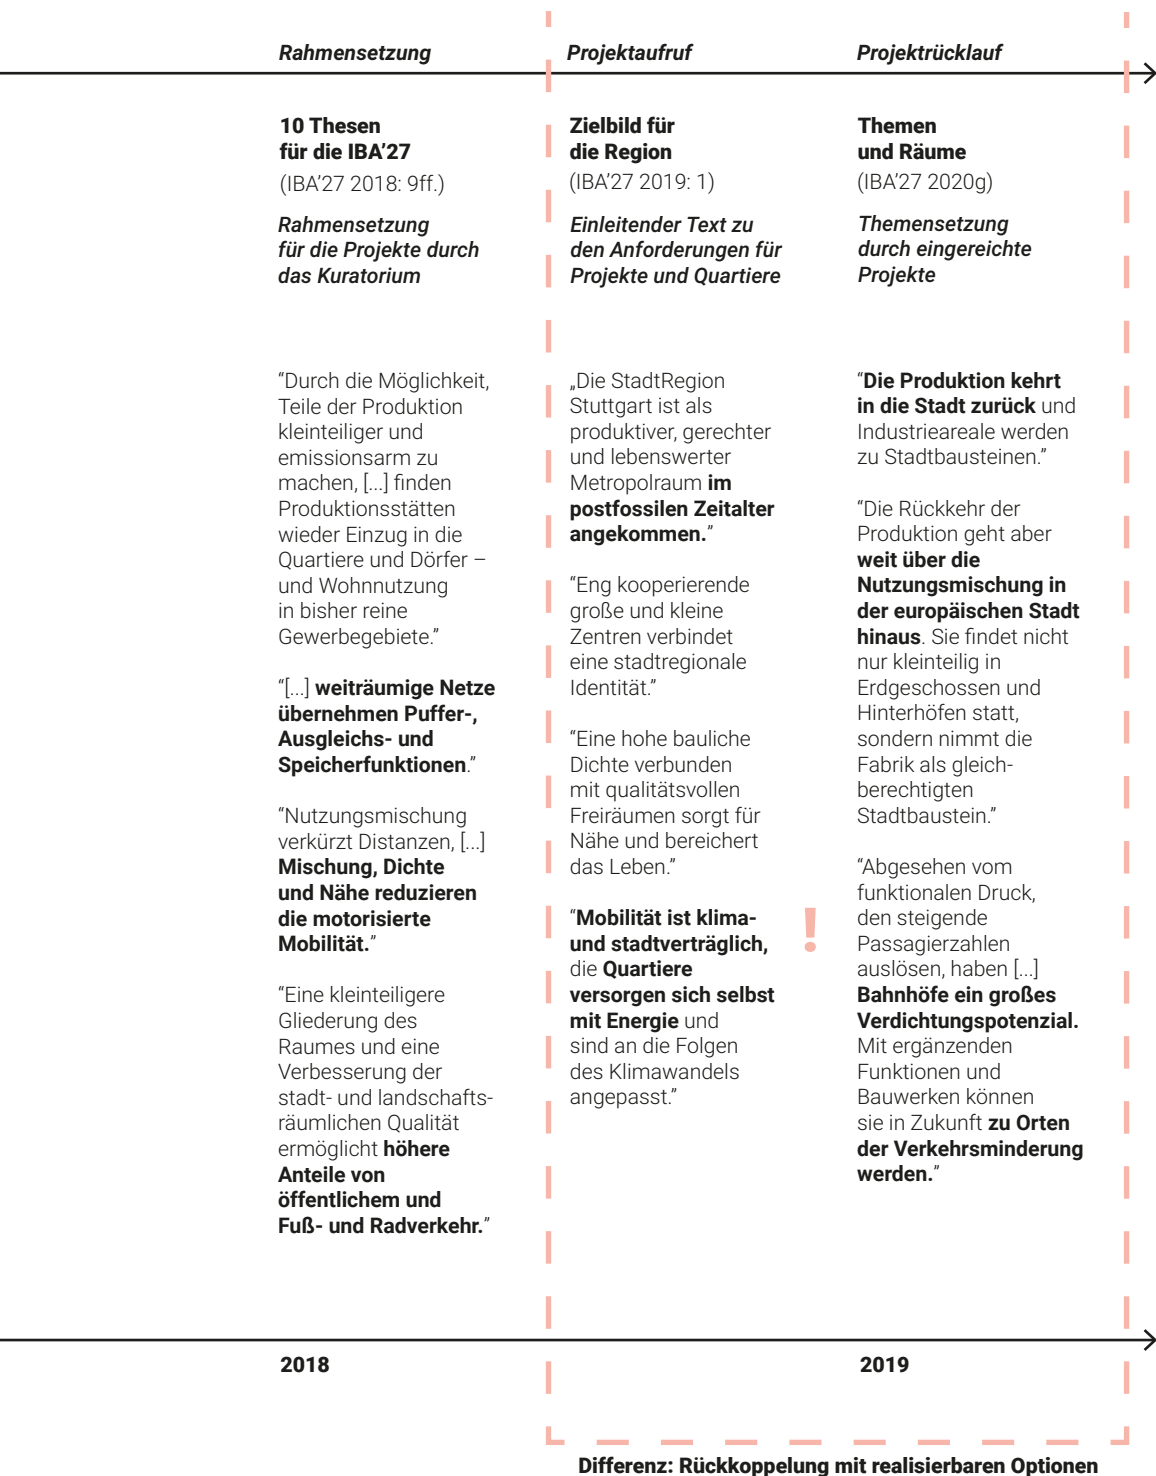 Rahmensetzung
Projektaufruf
Projektrücklauf
10 Thesen
für die IBA’27
(IBA’27 2018: 9ff.)
Rahmensetzung
für die Projekte durch
das Kuratorium
“Durch die Möglichkeit,
Teile der Produktion
kleinteiliger und
emissionsarm zu
machen, [...] finden
Produktionsstätten
wieder Einzug in die
Quartiere und Dörfer –
und Wohnnutzung
in bisher reine
Gewerbegebiete.”
“[...] weiträumige Netze
übernehmen Puffer-,
Ausgleichs- und
Speicherfunktionen.”
“Nutzungsmischung
verkürzt Distanzen, [...]
Mischung, Dichte
und Nähe reduzieren
die motorisierte
Mobilität.”
“Eine kleinteiligere
Gliederung des
Raumes und eine
Verbesserung der
stadt- und landschafts-
räumlichen Qualität
ermöglicht höhere
Anteile von
öffentlichem und
Fuß- und Radverkehr.”
Zielbild für
die Region
(IBA’27 2019: 1)
Einleitender Text zu
den Anforderungen für
Projekte und Quartiere
„Die StadtRegion
Stuttgart ist als
produktiver, gerechter
und lebenswerter
Metropolraum im
postfossilen Zeitalter
angekommen.”
“Eng kooperierende
große und kleine
Zentren verbindet
eine stadtregionale
Identität.”
“Eine hohe bauliche
Dichte verbunden
mit qualitätsvollen
Freiräumen sorgt für
Nähe und bereichert
das Leben.”
“Mobilität ist klima-
und stadtverträglich,
die Quartiere
versorgen sich selbst
mit Energie und
sind an die Folgen
des Klimawandels
angepasst.”
!
Themen
und Räume
(IBA’27 2020g)
Themensetzung
durch eingereichte
Projekte
“Die Produktion kehrt
in die Stadt zurück und
Industrieareale werden
zu Stadtbausteinen.”
“Die Rückkehr der
Produktion geht aber
weit über die
Nutzungsmischung in
der europäischen Stadt
hinaus. Sie findet nicht
nur kleinteilig in
Erdgeschossen und
Hinterhöfen statt,
sondern nimmt die
Fabrik als gleich-
berechtigten
Stadtbaustein.”
“Abgesehen vom
funktionalen Druck,
den steigende
Passagierzahlen
auslösen, haben [...]
Bahnhöfe ein großes
Verdichtungspotenzial.
Mit ergänzenden
Funktionen und
Bauwerken können
sie in Zukunft zu Orten
der Verkehrsminderung
werden.”
2018
2019
Differenz: Rückkoppelung mit realisierbaren Optionen